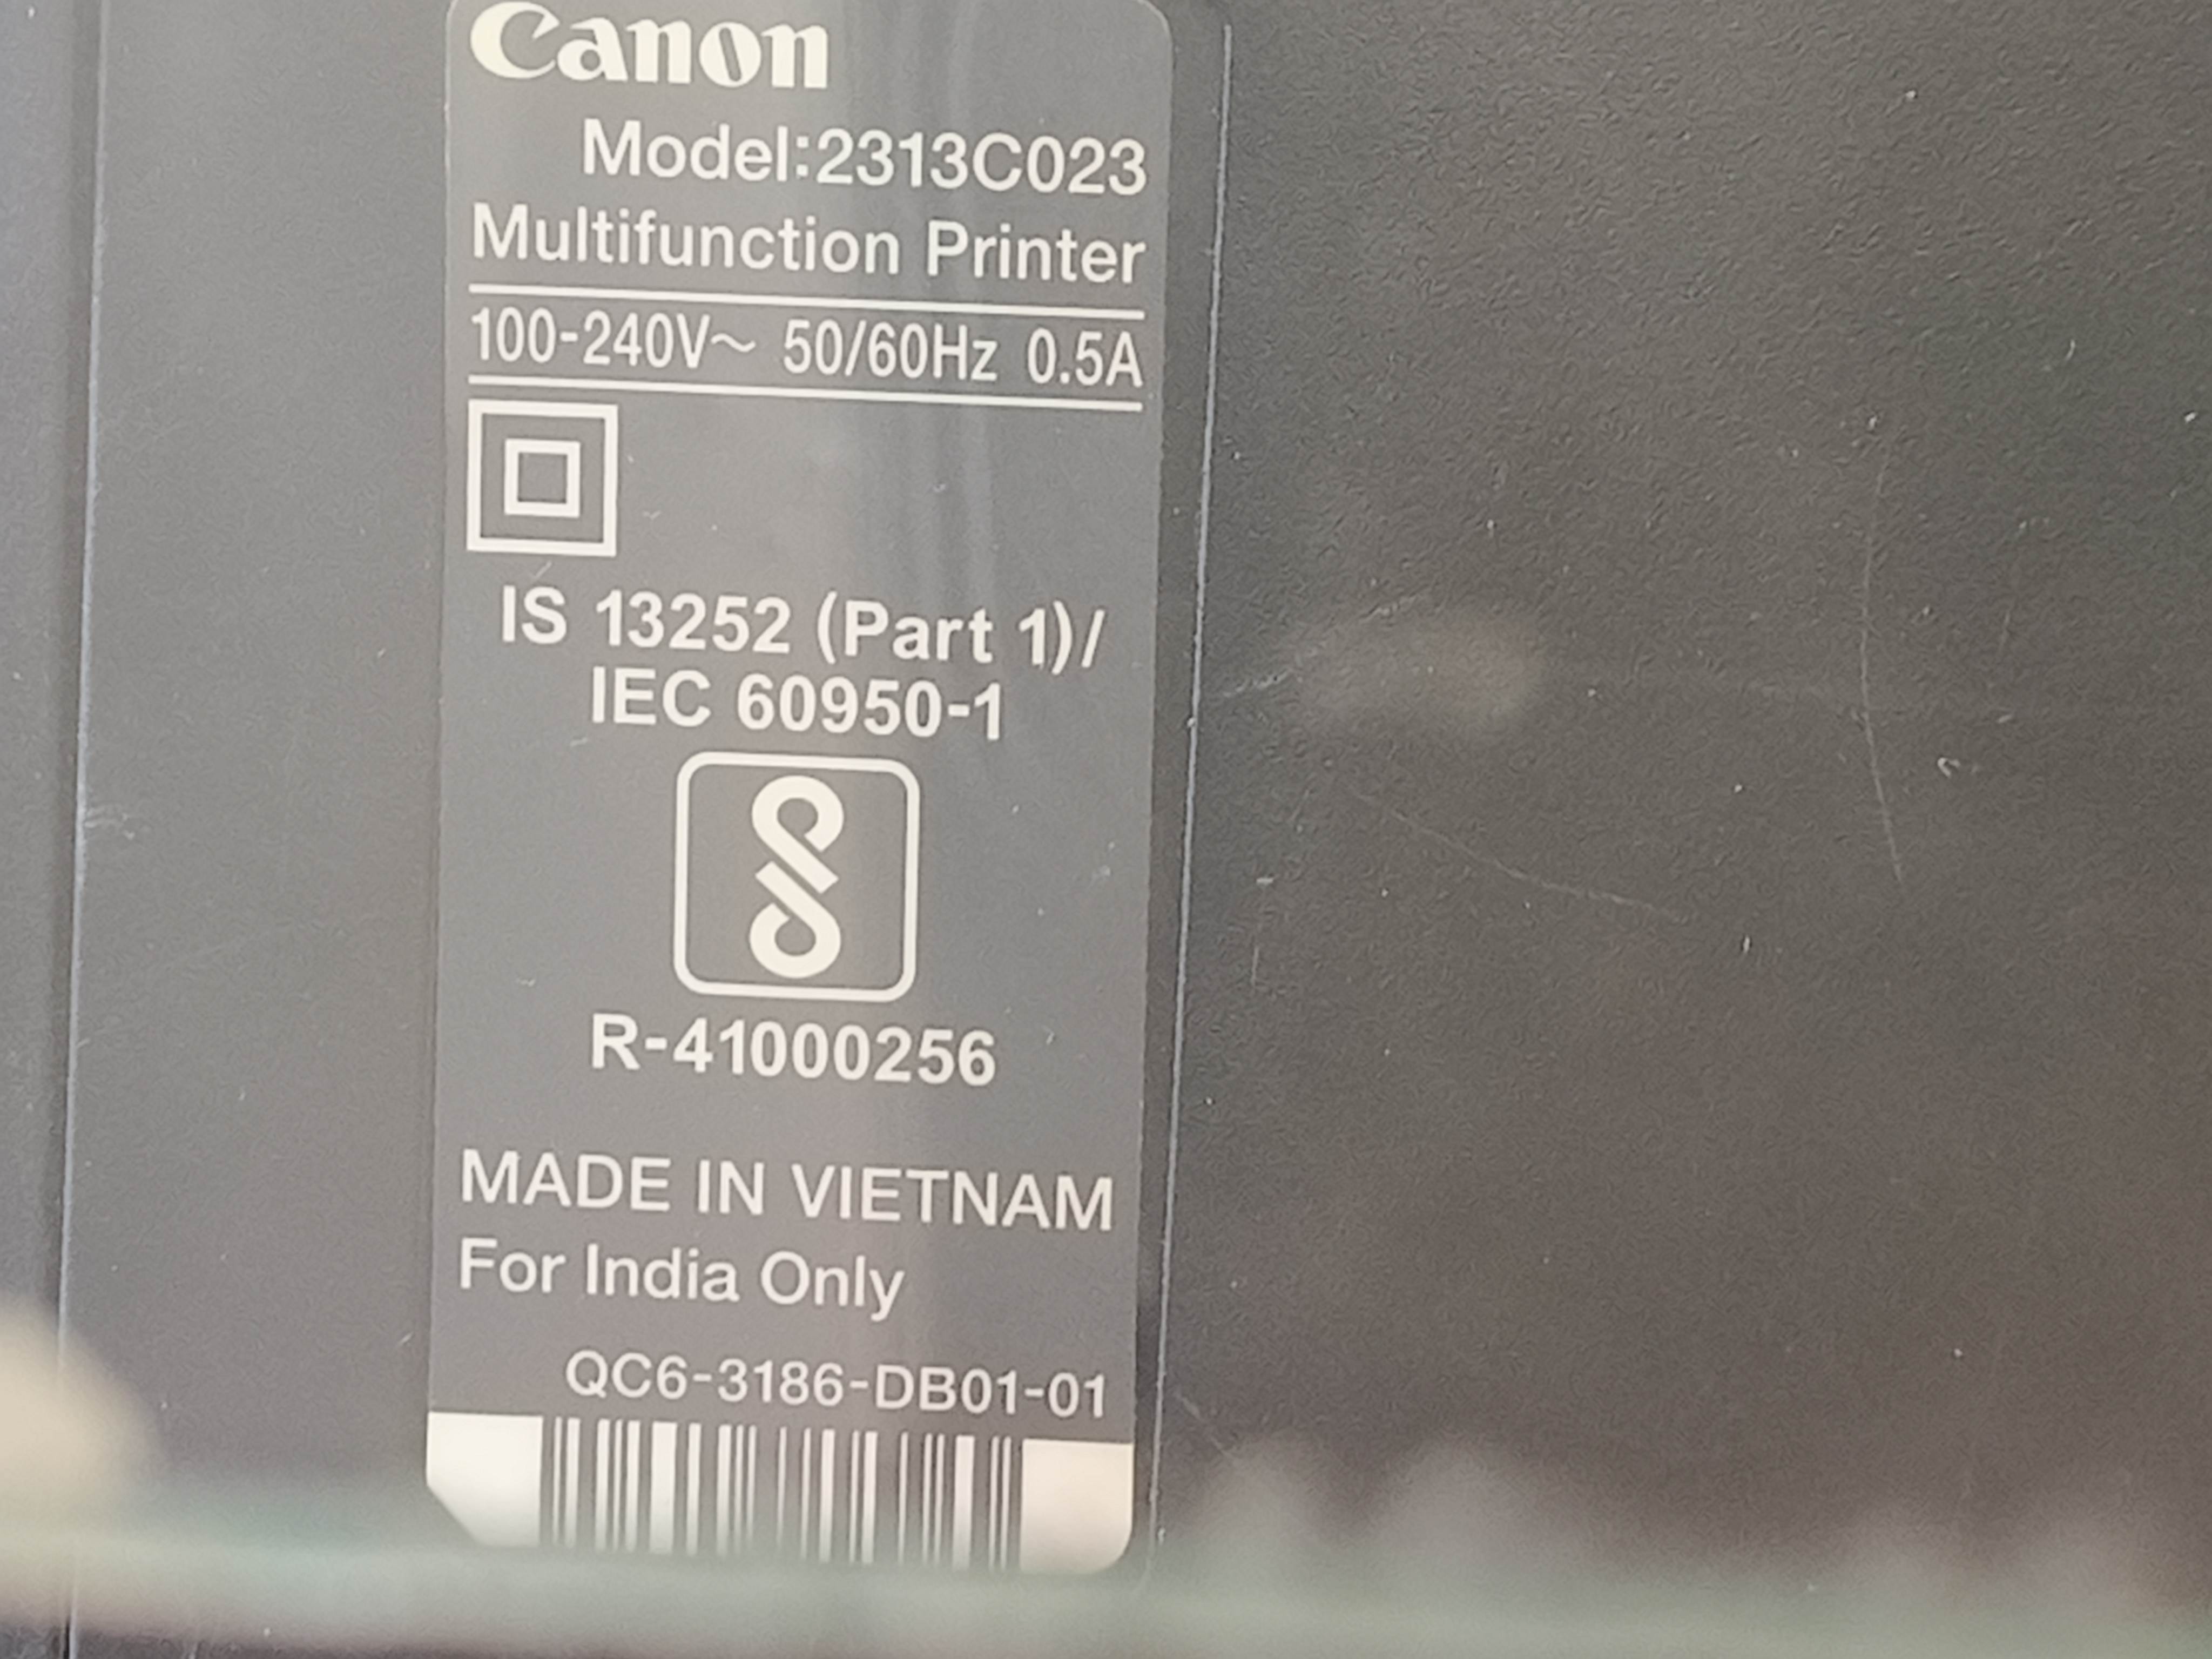 Canon
Model:2313C023
Multifunction Printer
100-240V~ 50/60Hz 0.5A
IS 13252 (Part 1)/
IEC 60950-1
R-41000256
MADE IN VIETNAM
For India Only
QC6-3186-DB01-01